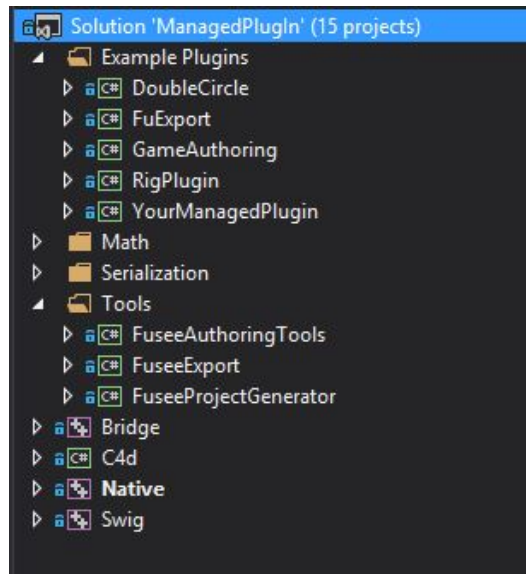 Solution 'ManagedPlugIn' (15 projects)
Example Plugins
C# DoubleCircle
C# FuExport
C# GameAuthoring
C# RigPlugin
C# YourManagedPlugin
Math
Serialization
Tools
C# FuseeAuthoringTools
C# FuseeExport
C# FuseeProjectGenerator
Bridge
C# C4d
Native
Swig